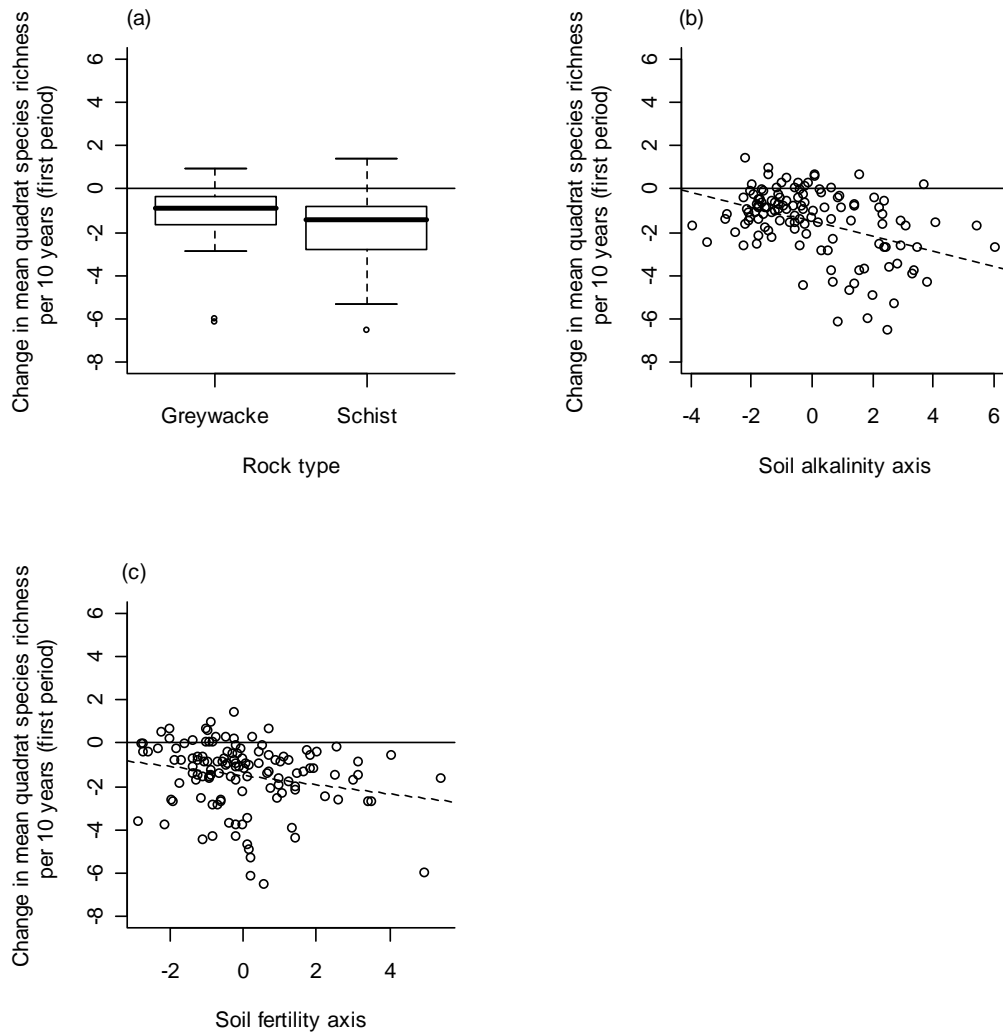 (a)
Change in mean quadrat species richness
per 10 years (first period)
6
4
2
0
-2
-4
-6
-8
Greywacke Schist
Rock type
(b)
Change in mean quadrat species richness
per 10 years (first period)
6
4
2
0
-2
-4
-6
-8
-4 -2 0 2 4 6
Soil alkalinity axis
(c)
Change in mean quadrat species richness
per 10 years (first period)
6
4
2
0
-2
-4
-6
-8
-2 0 2 4
Soil fertility axis